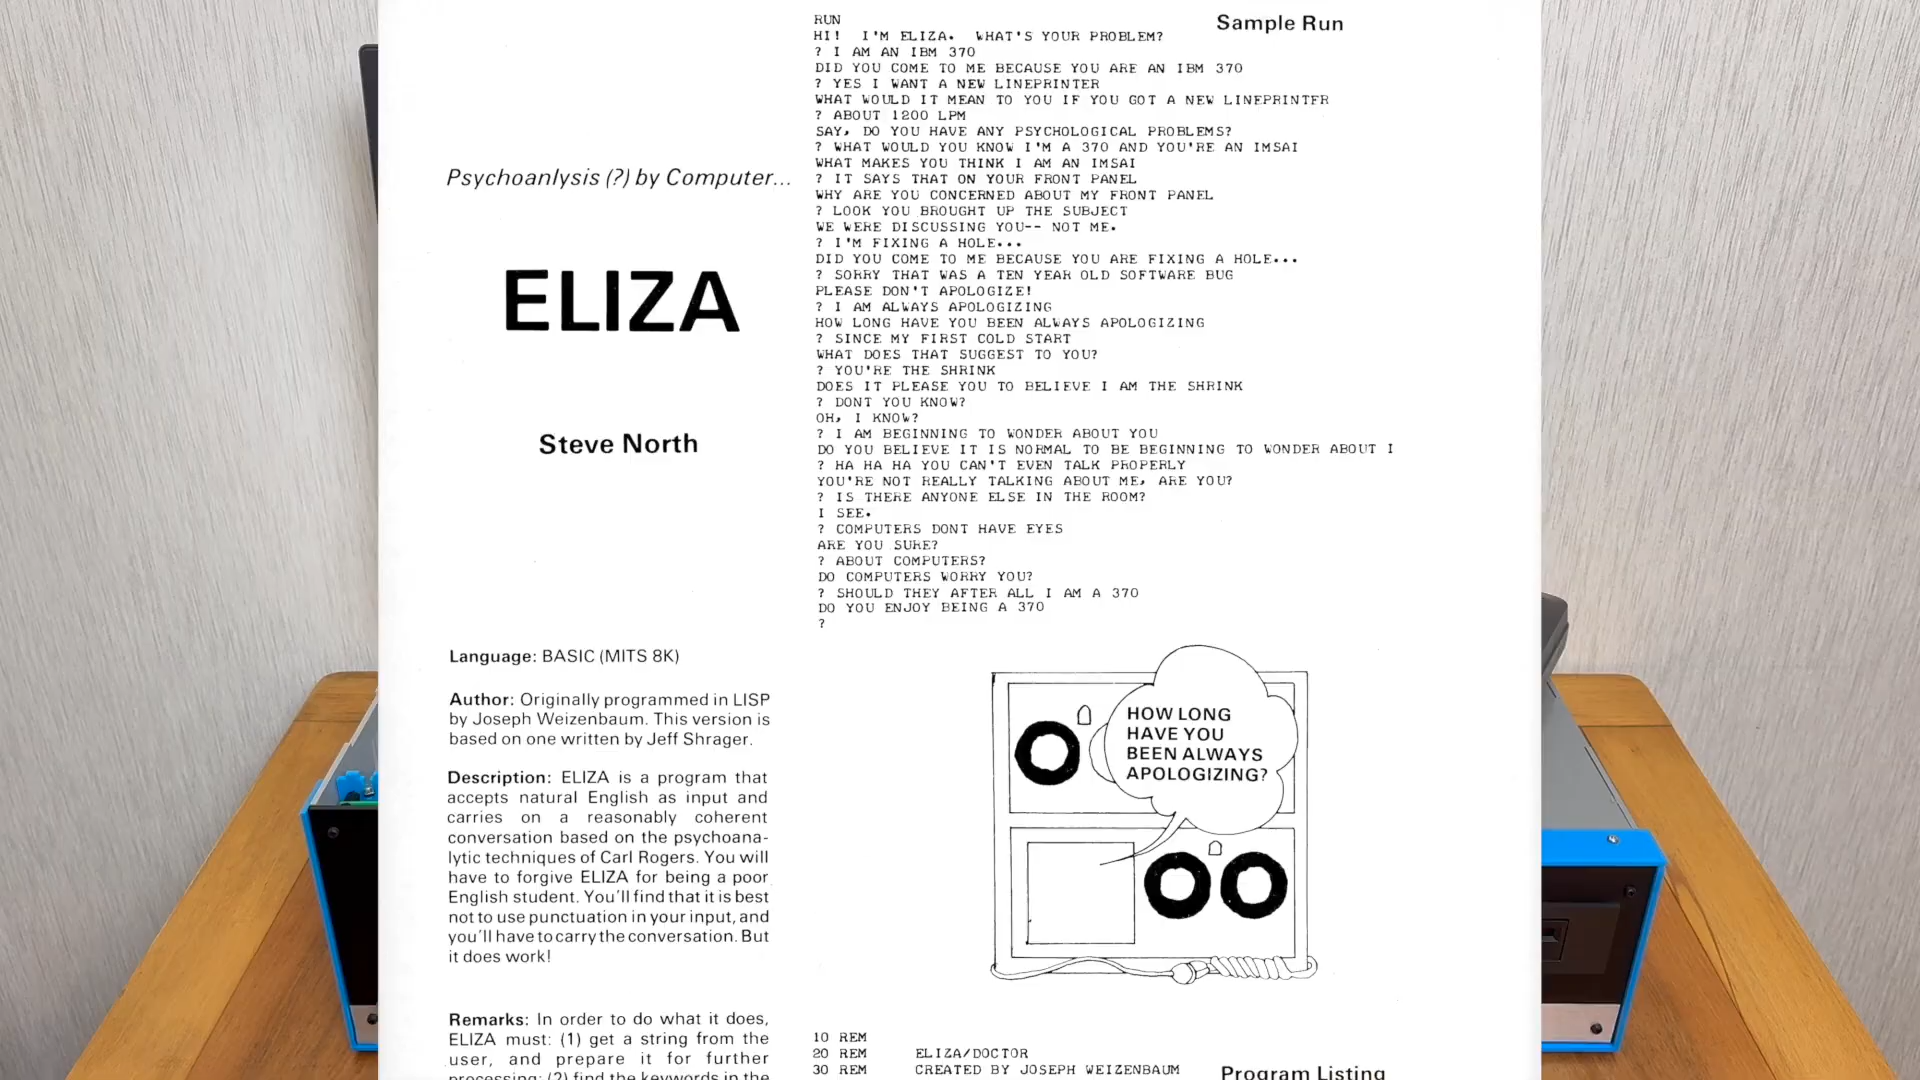 Psychoanlysis (?) by Computer...
ELIZA
Steve North
Language: BASIC (MITS 8K)
Author: Originally programmed in LISP
by Joseph Weizenbaum. This version is
based on one written by Jeff Shrager.
Description: ELIZA is a program that
accepts natural English as input and
carries on a reasonably coherent
conversation based on the psychoana-
lytic techniques of Carl Rogers. You will
have to forgive ELIZA for being a poor
English student. You'll find that it is best
not to use punctuation in your input, and
you'll have to carry the conversation. But
it does work!
Remarks: In order to do what it does,
ELIZA must: (1) get a string from the
user, and prepare it for further
processing; (2) find the keywords in the
Sample Run
RUN
HI! I'M ELIZA. WHAT'S YOUR PROBLEM?
? I AM AN IBM 370
DID YOU COME TO ME BECAUSE YOU ARE AN IBM 370
? YES I WANT A NEW LINEPRINTER
WHAT WOULD IT MEAN TO YOU IF YOU GOT A NEW LINEPRINTER
? ABOUT 1200 LPM
SAY, DO YOU HAVE ANY PSYCHOLOGICAL PROBLEMS?
? WHAT WOULD YOU KNOW I'M A 370 AND YOU'RE AN IMSAI
WHAT MAKES YOU THINK I AM AN IMSAI
? IT SAYS THAT ON YOUR FRONT PANEL
WHY ARE YOU CONCERNED ABOUT MY FRONT PANEL
? LOOK YOU BROUGHT UP THE SUBJECT
WE WERE DISCUSSING YOU-- NOT ME.
? I'M FIXING A HOLE...
DID YOU COME TO ME BECAUSE YOU ARE FIXING A HOLE...
? SORRY THAT WAS A TEN YEAR OLD SOFTWARE BUG
PLEASE DON'T APOLOGIZE!
? I AM ALWAYS APOLOGIZING
HOW LONG HAVE YOU BEEN ALWAYS APOLOGIZING
? SINCE MY FIRST COLD START
WHAT DOES THAT SUGGEST TO YOU?
? YOU'RE THE SHRINK
DOES IT PLEASE YOU TO BELIEVE I AM THE SHRINK
? DONT YOU KNOW?
OH, I KNOW?
? I AM BEGINNING TO WONDER ABOUT YOU
DO YOU BELIEVE IT IS NORMAL TO BE BEGINNING TO WONDER ABOUT I
? HA HA HA YOU CAN'T EVEN TALK PROPERLY
YOU'RE NOT REALLY TALKING ABOUT ME, ARE YOU?
? IS THERE ANYONE ELSE IN THE ROOM?
I SEE.
? COMPUTERS DONT HAVE EYES
ARE YOU SURE?
? ABOUT COMPUTERS?
DO COMPUTERS WORRY YOU?
? SHOULD THEY AFTER ALL I AM A 370
DO YOU ENJOY BEING A 370
?
HOW LONG
HAVE YOU
BEEN ALWAYS
APOLOGIZING?
10 REM
20 REM ELIZA/DOCTOR
30 REM CREATED BY JOSEPH WEIZENBAUM
Program Listing